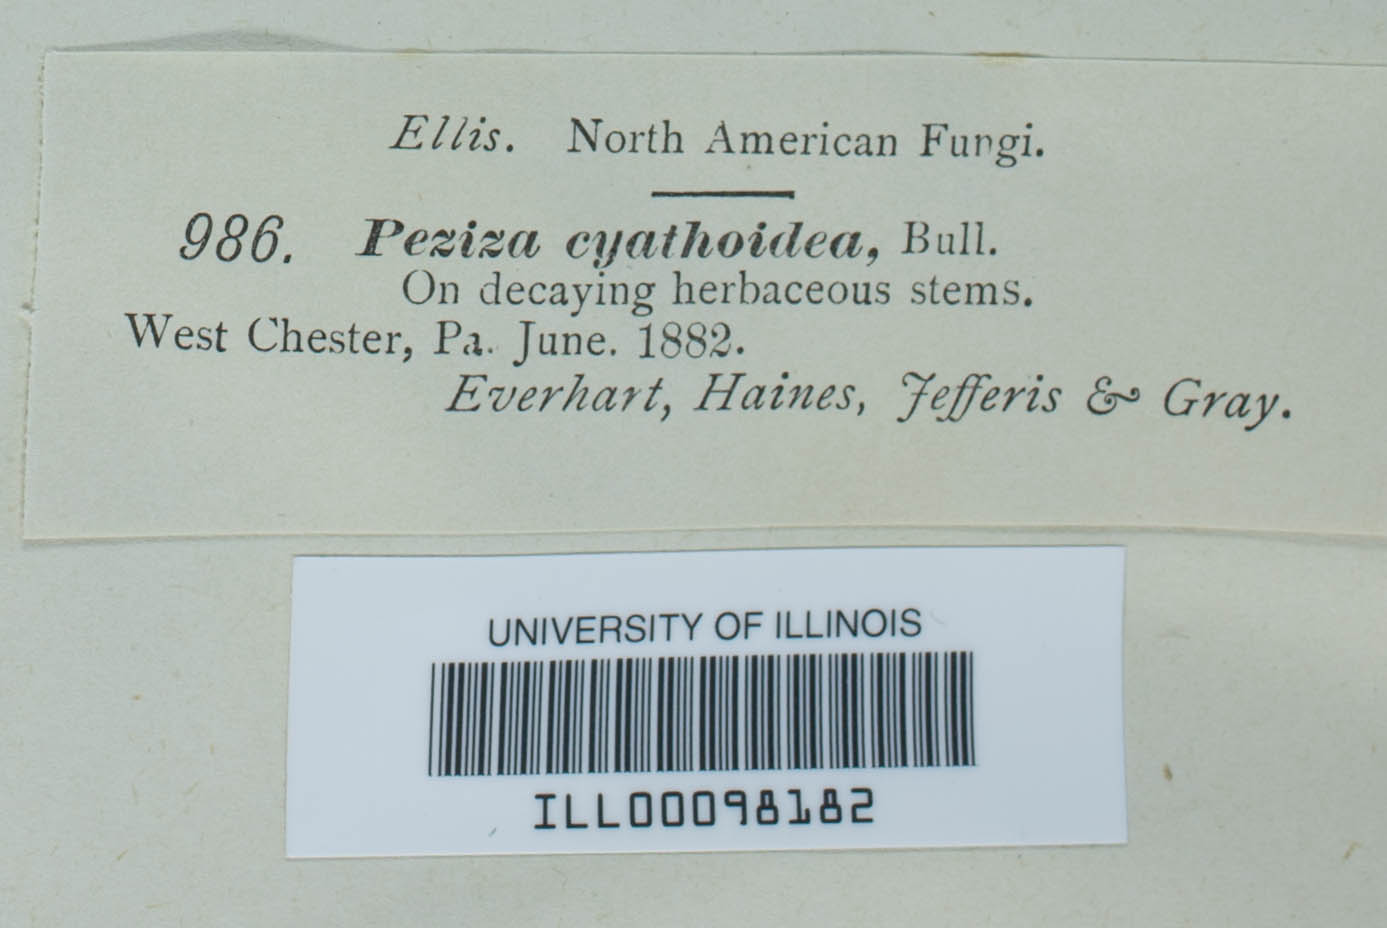 Ellis. North American Fungi.
986. Peziza cyathoidea, Bull.
On decaying herbaceous stems.
West Chester, Pa. June. 1882.
Everhart, Haines, Jefferis & Gray.
UNIVERSITY OF ILLINOIS
ILL00098182